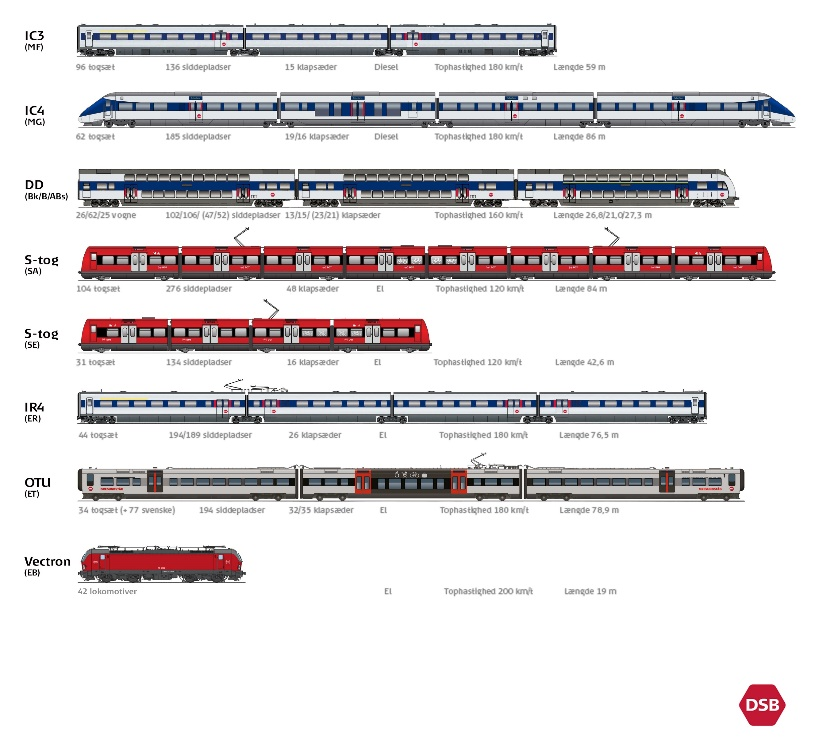 IC3
(MF)
96 togsæt 136 siddepladser 15 klapsæder Diesel Tophastighed 180 km/t Længde 59 m
IC4
(MG)
62 togsæt 185 siddepladser 19/16 klapsæder Diesel Tophastighed 180 km/t Længde 86 m
DD
(Bk/B/ABs)
26/62/25 vogne 102/106/ (47/52) siddepladser 13/15/ (23/21) klapsæder Tophastighed 160 km/t Længde 26,8/21,0/27,3 m
S-tog
(SA)
104 togsæt 276 siddepladser 48 klapsæder El Tophastighed 120 km/t Længde 84 m
S-tog
(SE)
31 togsæt 134 siddepladser 16 klapsæder El Tophastighed 120 km/t Længde 42,6 m
IR4
(ER)
44 togsæt 194/189 siddepladser 26 klapsæder El Tophastighed 180 km/t Længde 76,5 m
OTU
(ET)
34 togsæt (+ 77 svenske) 194 siddepladser 32/35 klapsæder El Tophastighed 180 km/t Længde 78,9 m
Vectron
(EB)
42 lokomotiver El Tophastighed 200 km/t Længde 19 m
DSB